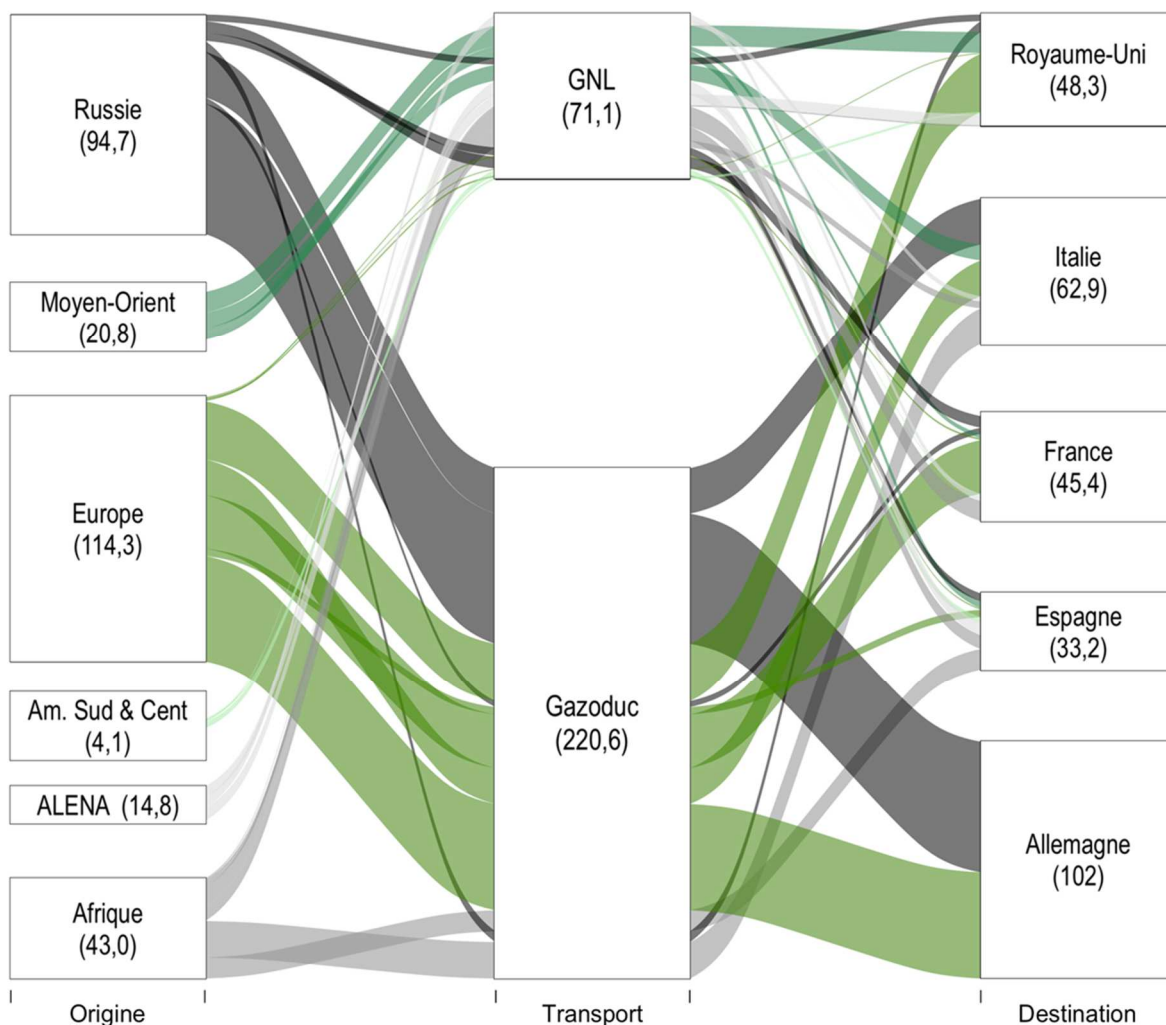 Russie
(94,7)
Moyen-Orient
(20,8)
Europe
(114,3)
Am. Sud & Cent
(4,1)
ALENA (14,8)
Afrique
(43,0)
GNL
(71,1)
Gazoduc
(220,6)
Royaume-Uni
(48,3)
Italie
(62,9)
France
(45,4)
Espagne
(33,2)
Allemagne
(102)
Origine
Transport
Destination